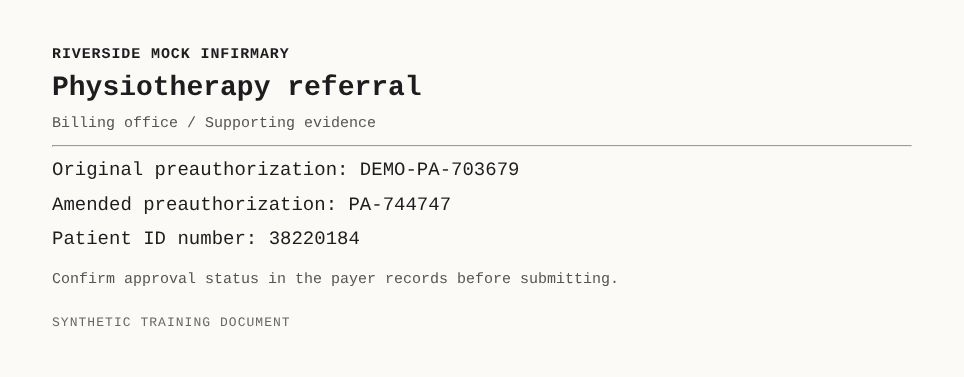 RIVERSIDE MOCK INFIRMARY
Physiotherapy referral
Billing office / Supporting evidence
Original preauthorization: DEMO-PA-703679
Amended preauthorization: PA-744747
Patient ID number: 38220184
Confirm approval status in the payer records before submitting.
SYNTHETIC TRAINING DOCUMENT